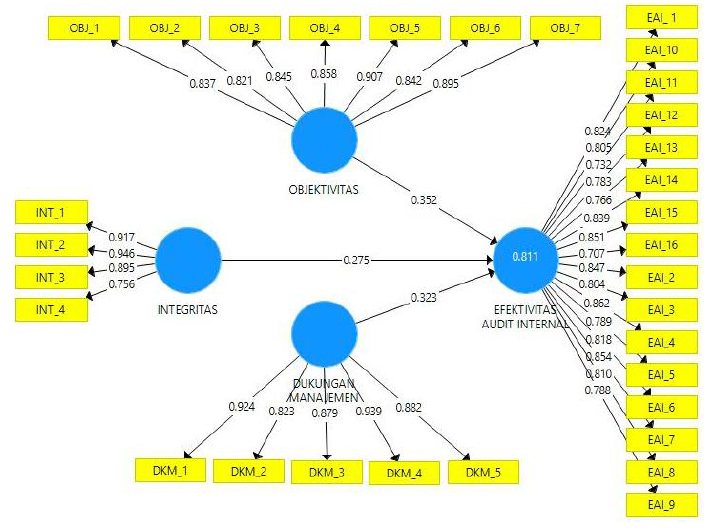 OBJ_1 OBJ_2 OBJ_3 OBJ_4 OBJ_5 OBJ_6 OBJ_7
0.837 0.821 0.845 0.858 0.907 0.842 0.895
OBJEKTIVITAS
0.352
INT_1
INT_2
INT_3
INT_4
0.917
0.946
0.895
0.756
INTEGRITAS
0.275
0.323
DUKUNGAN
MANAJEMEN
0.924 0.823 0.879 0.939 0.882
DKM_1 DKM_2 DKM_3 DKM_4 DKM_5
0.811
EFEKTIVITAS
AUDIT INTERNAL
0.824
0.805
0.732
0.783
0.766
0.839
0.851
0.707
0.847
0.804
0.862
0.789
0.818
0.854
0.810
0.788
EAI_1
EAI_10
EAI_11
EAI_12
EAI_13
EAI_14
EAI_15
EAI_16
EAI_2
EAI_3
EAI_4
EAI_5
EAI_6
EAI_7
EAI_8
EAI_9